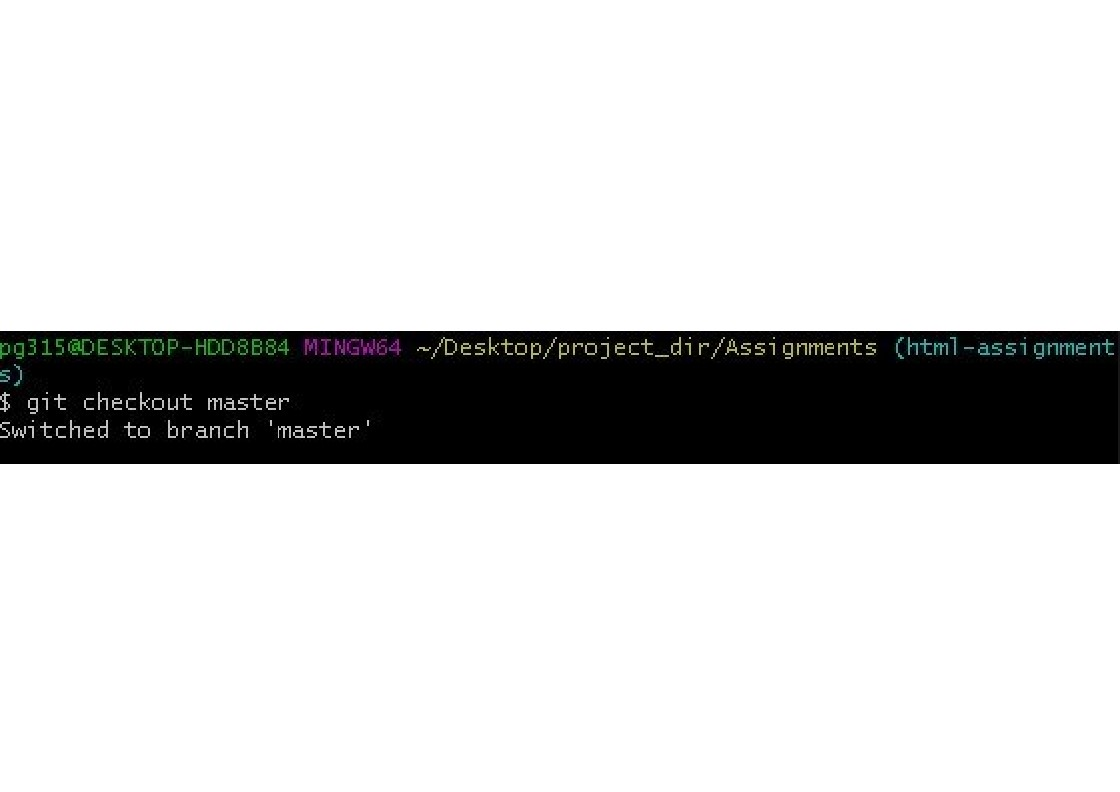 pg315@DESKTOP-HDD8B84 MINGW64 ~/Desktop/project_dir/Assignments (html-assignment
s)
$ git checkout master
Switched to branch 'master'